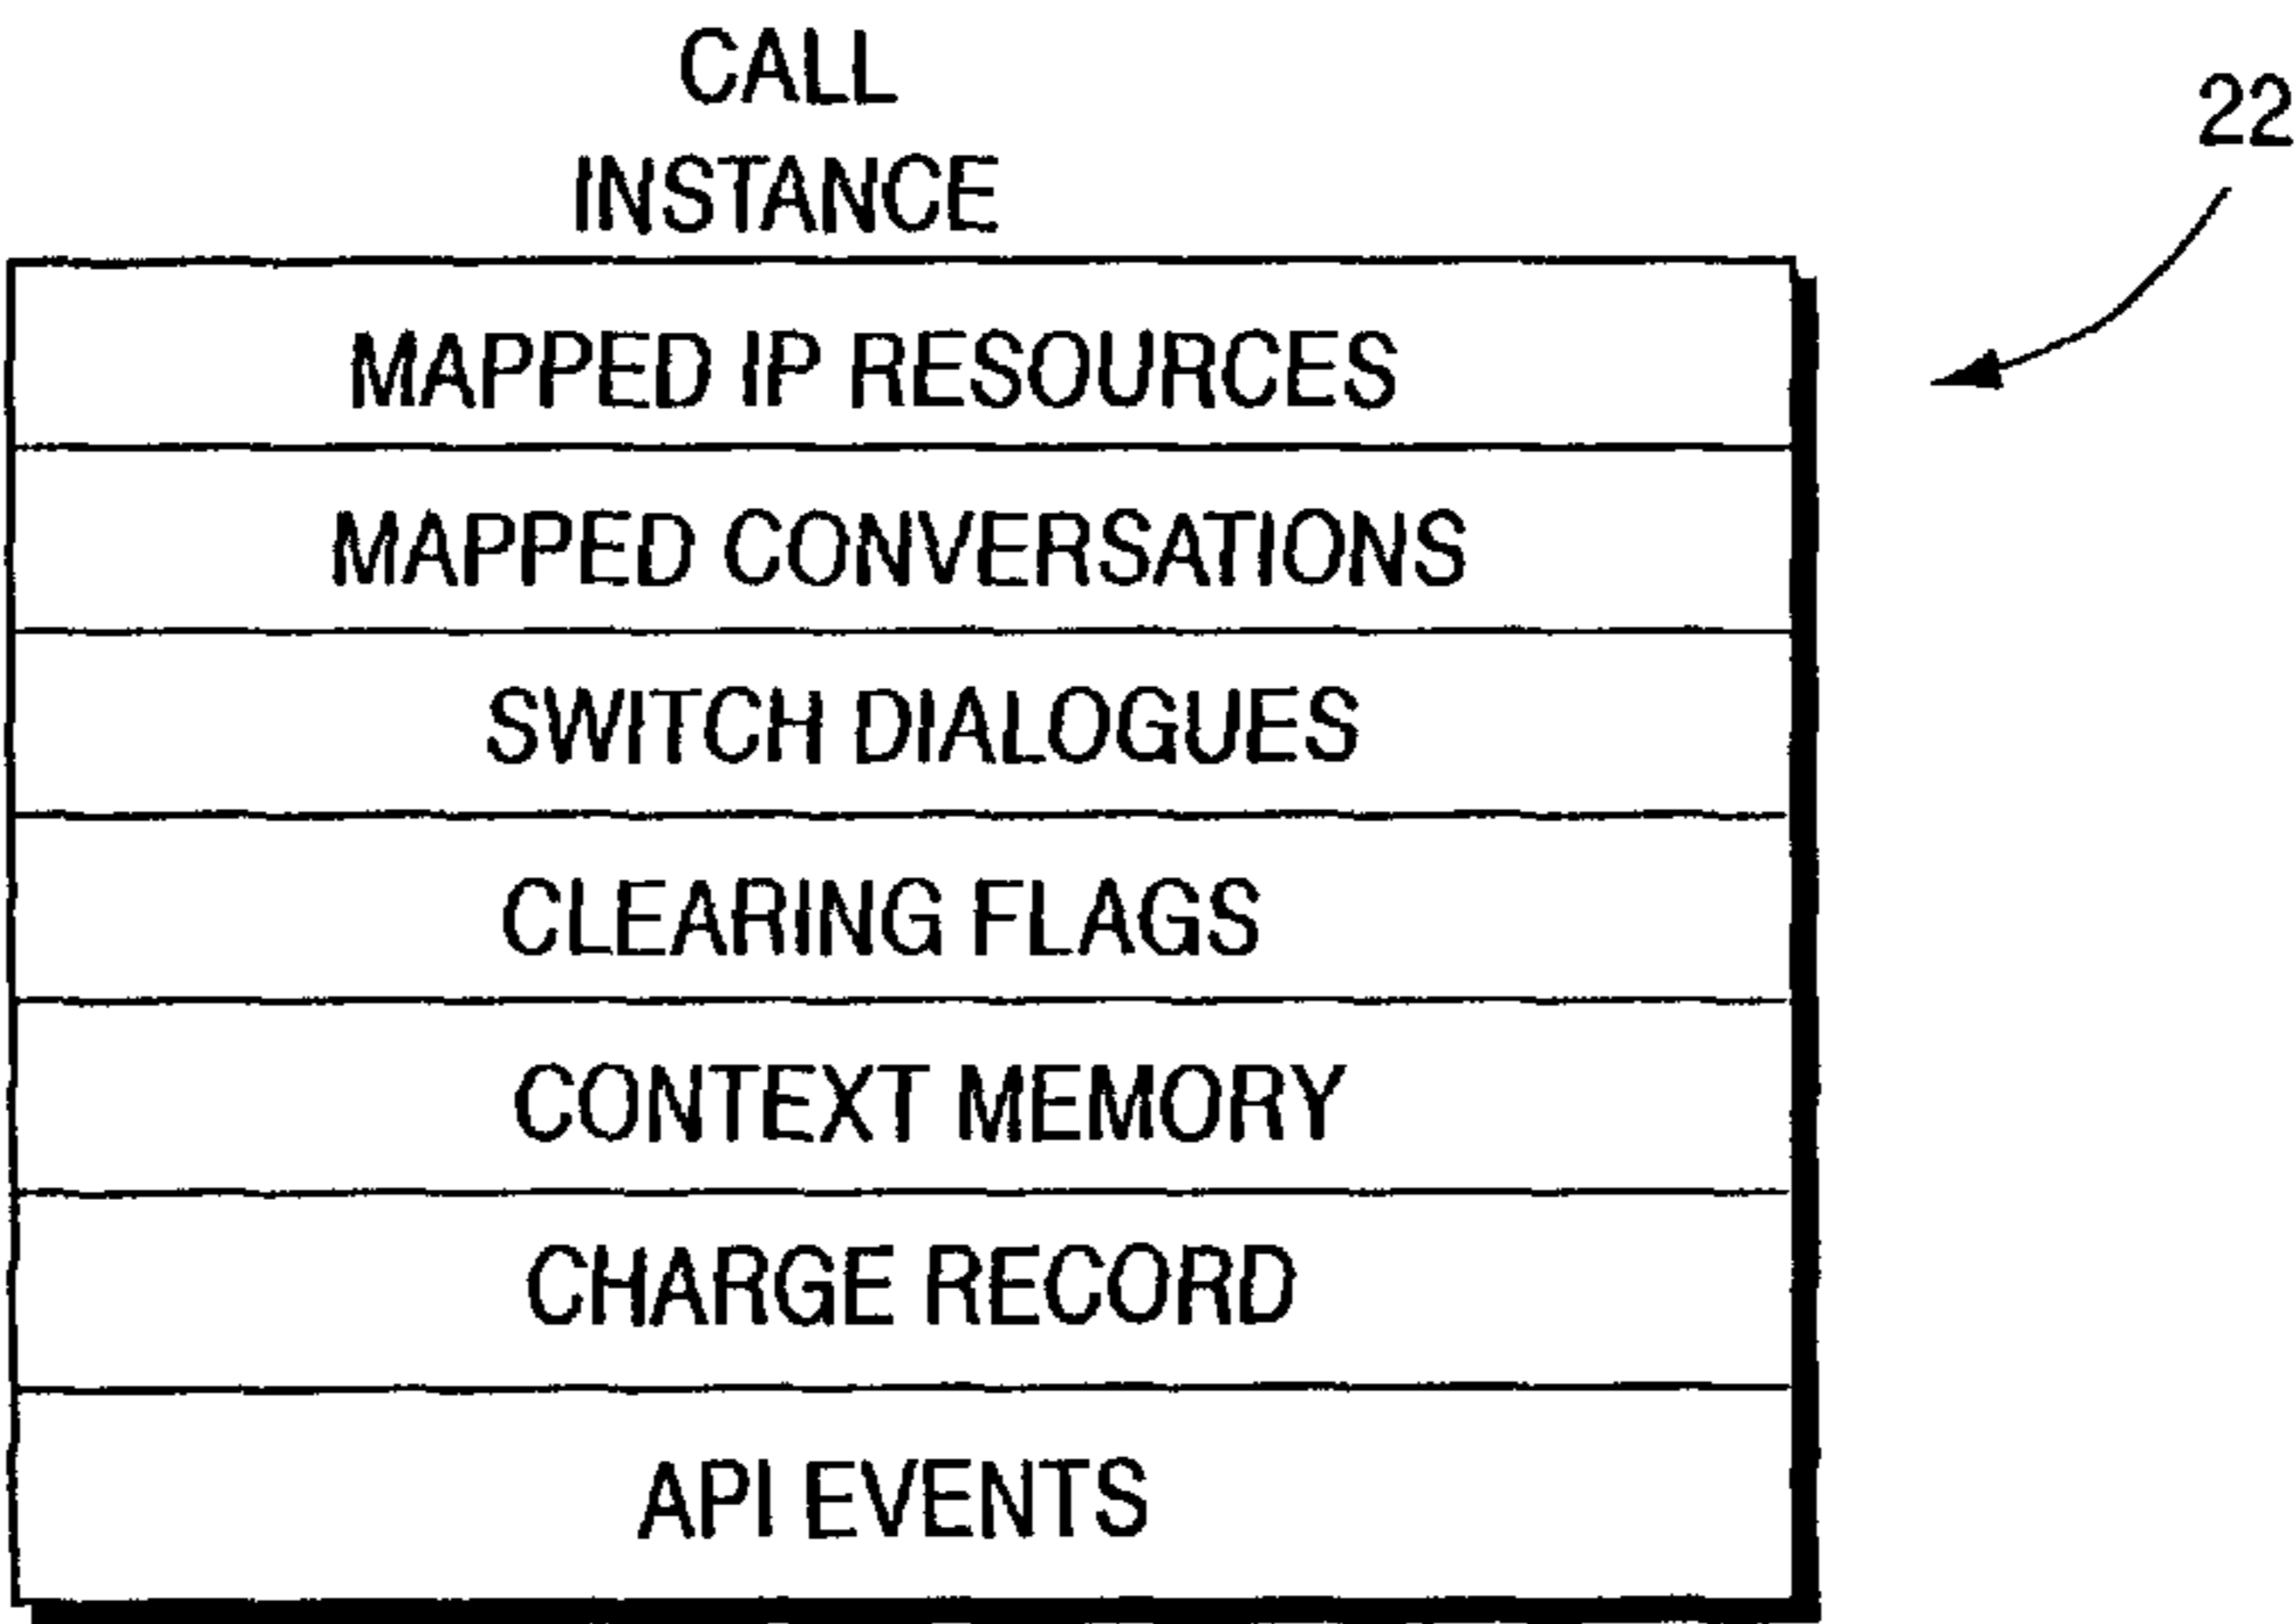 CALL
INSTANCE
22
MAPPED IP RESOURCES
MAPPED CONVERSATIONS
SWITCH DIALOGUES
CLEARING FLAGS
CONTEXT MEMORY
CHARGE RECORD
API EVENTS